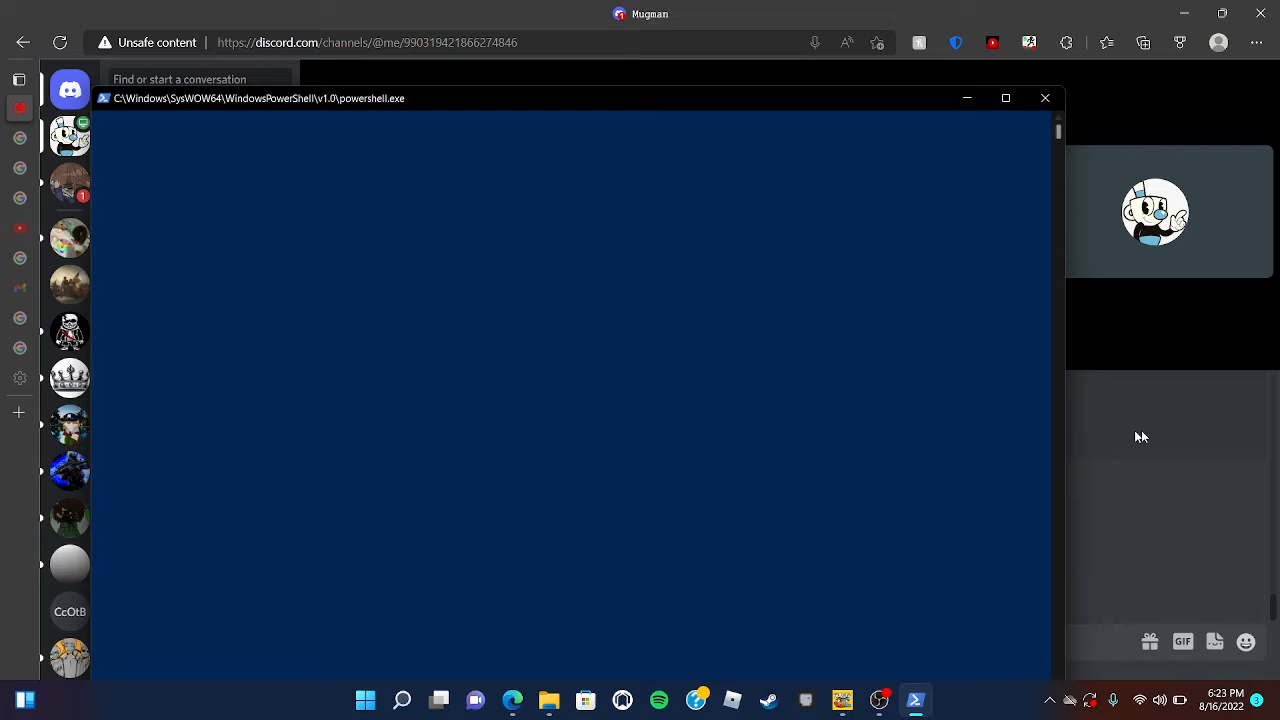 Mugman
Unsafe content
https://discord.com/channels/@me/990319421866274846
Find or start a conversation
C:\Windows\SysWOW64\WindowsPowerShell\v1.0\powershell.exe
1
CcOtB
GIF
6:23 PM
8/16/2022
3